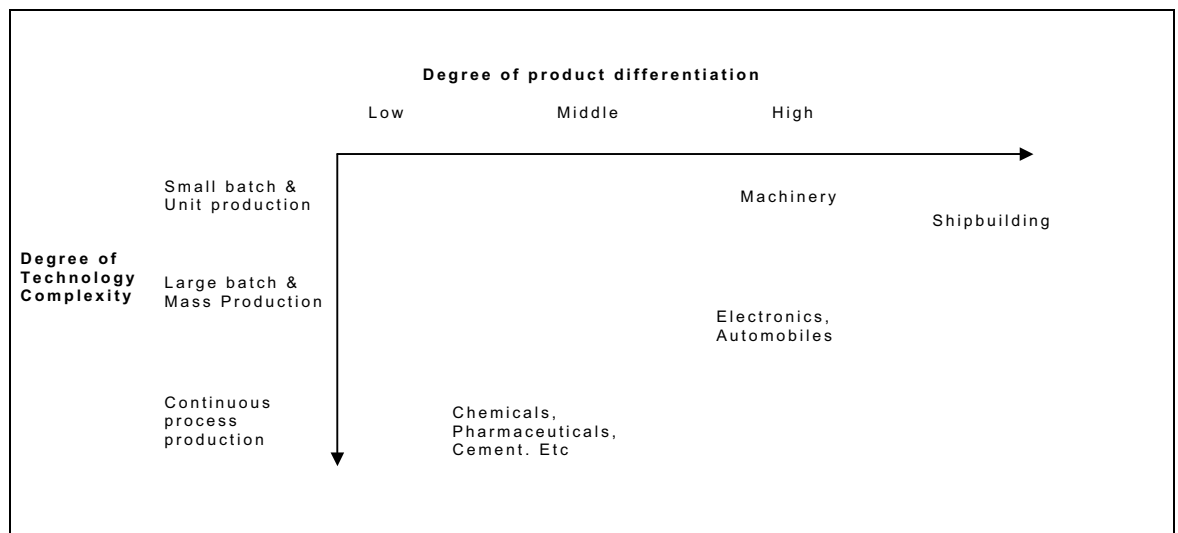 Degree of product differentiation
Low Middle High
Small batch &
Unit production
Machinery
Shipbuilding
Degree of
Technology
Complexity
Large batch &
Mass Production
Electronics,
Automobiles
Continuous
process
production
Chemicals,
Pharmaceuticals,
Cement. Etc